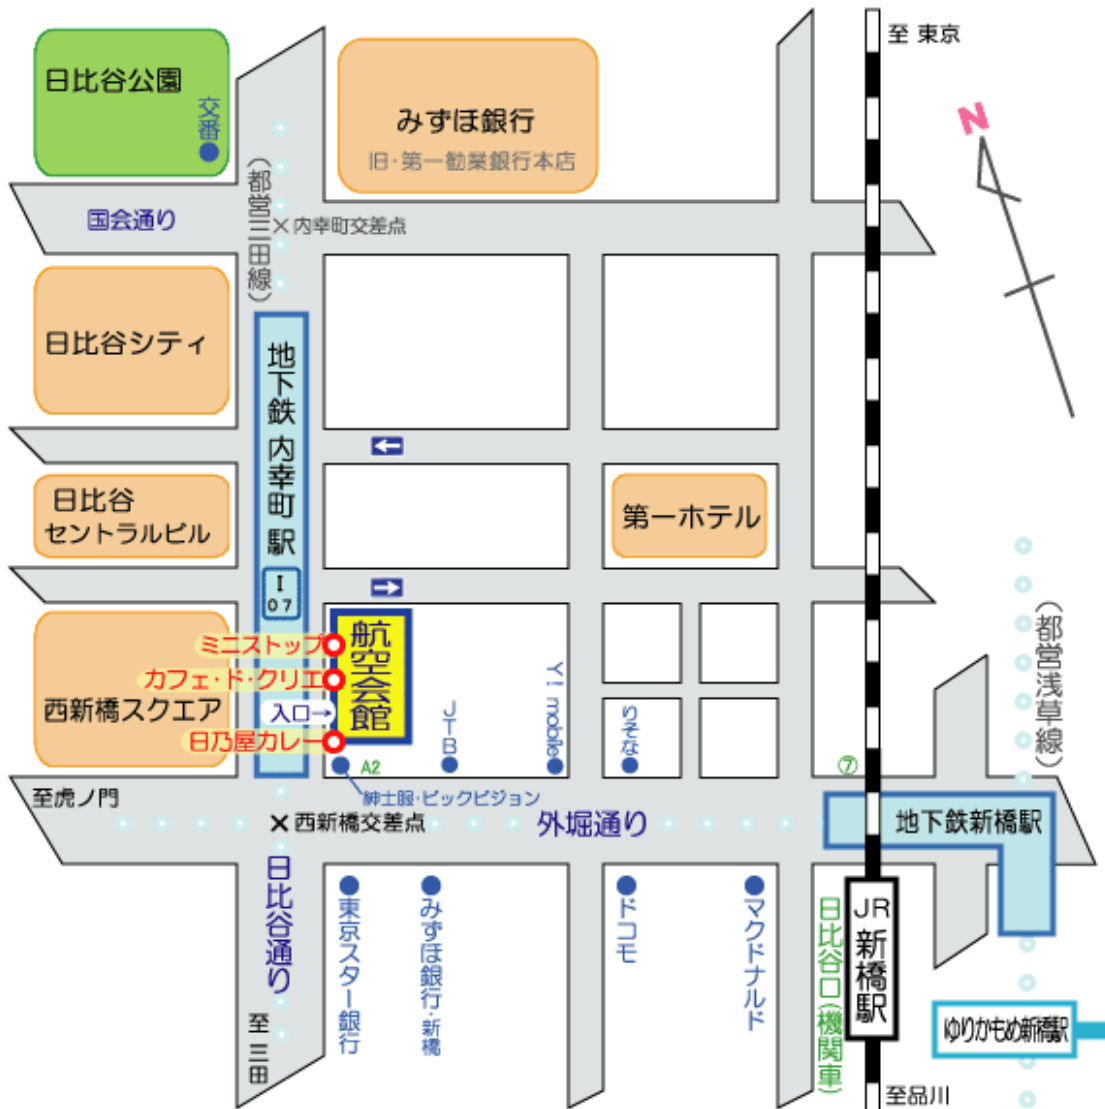 至 東京
日比谷公園
交番
みずほ銀行
旧・第一勧業銀行本店
N
(都営三田線)
国会通り
×内幸町交差点
日比谷シティ
地下鉄 内幸町 駅
I
07
←
日比谷
セントラルビル
第一ホテル
→
航空会館
ミニストップ
カフェ・ド・クリエ
入口→
日乃屋カレー
西新橋スクエア
JTB
Y! mobile
りそな
(都営浅草線)
A2
⑦
紳士服・ビックビジョン
至虎ノ門
×西新橋交差点
外堀通り
地下鉄新橋駅
日比谷通り
東京スター銀行
みずほ銀行・新橋
ドコモ
マクドナルド
日比谷口(機関車)
JR
新橋駅
ゆりかもめ新橋駅
至 三田
至品川